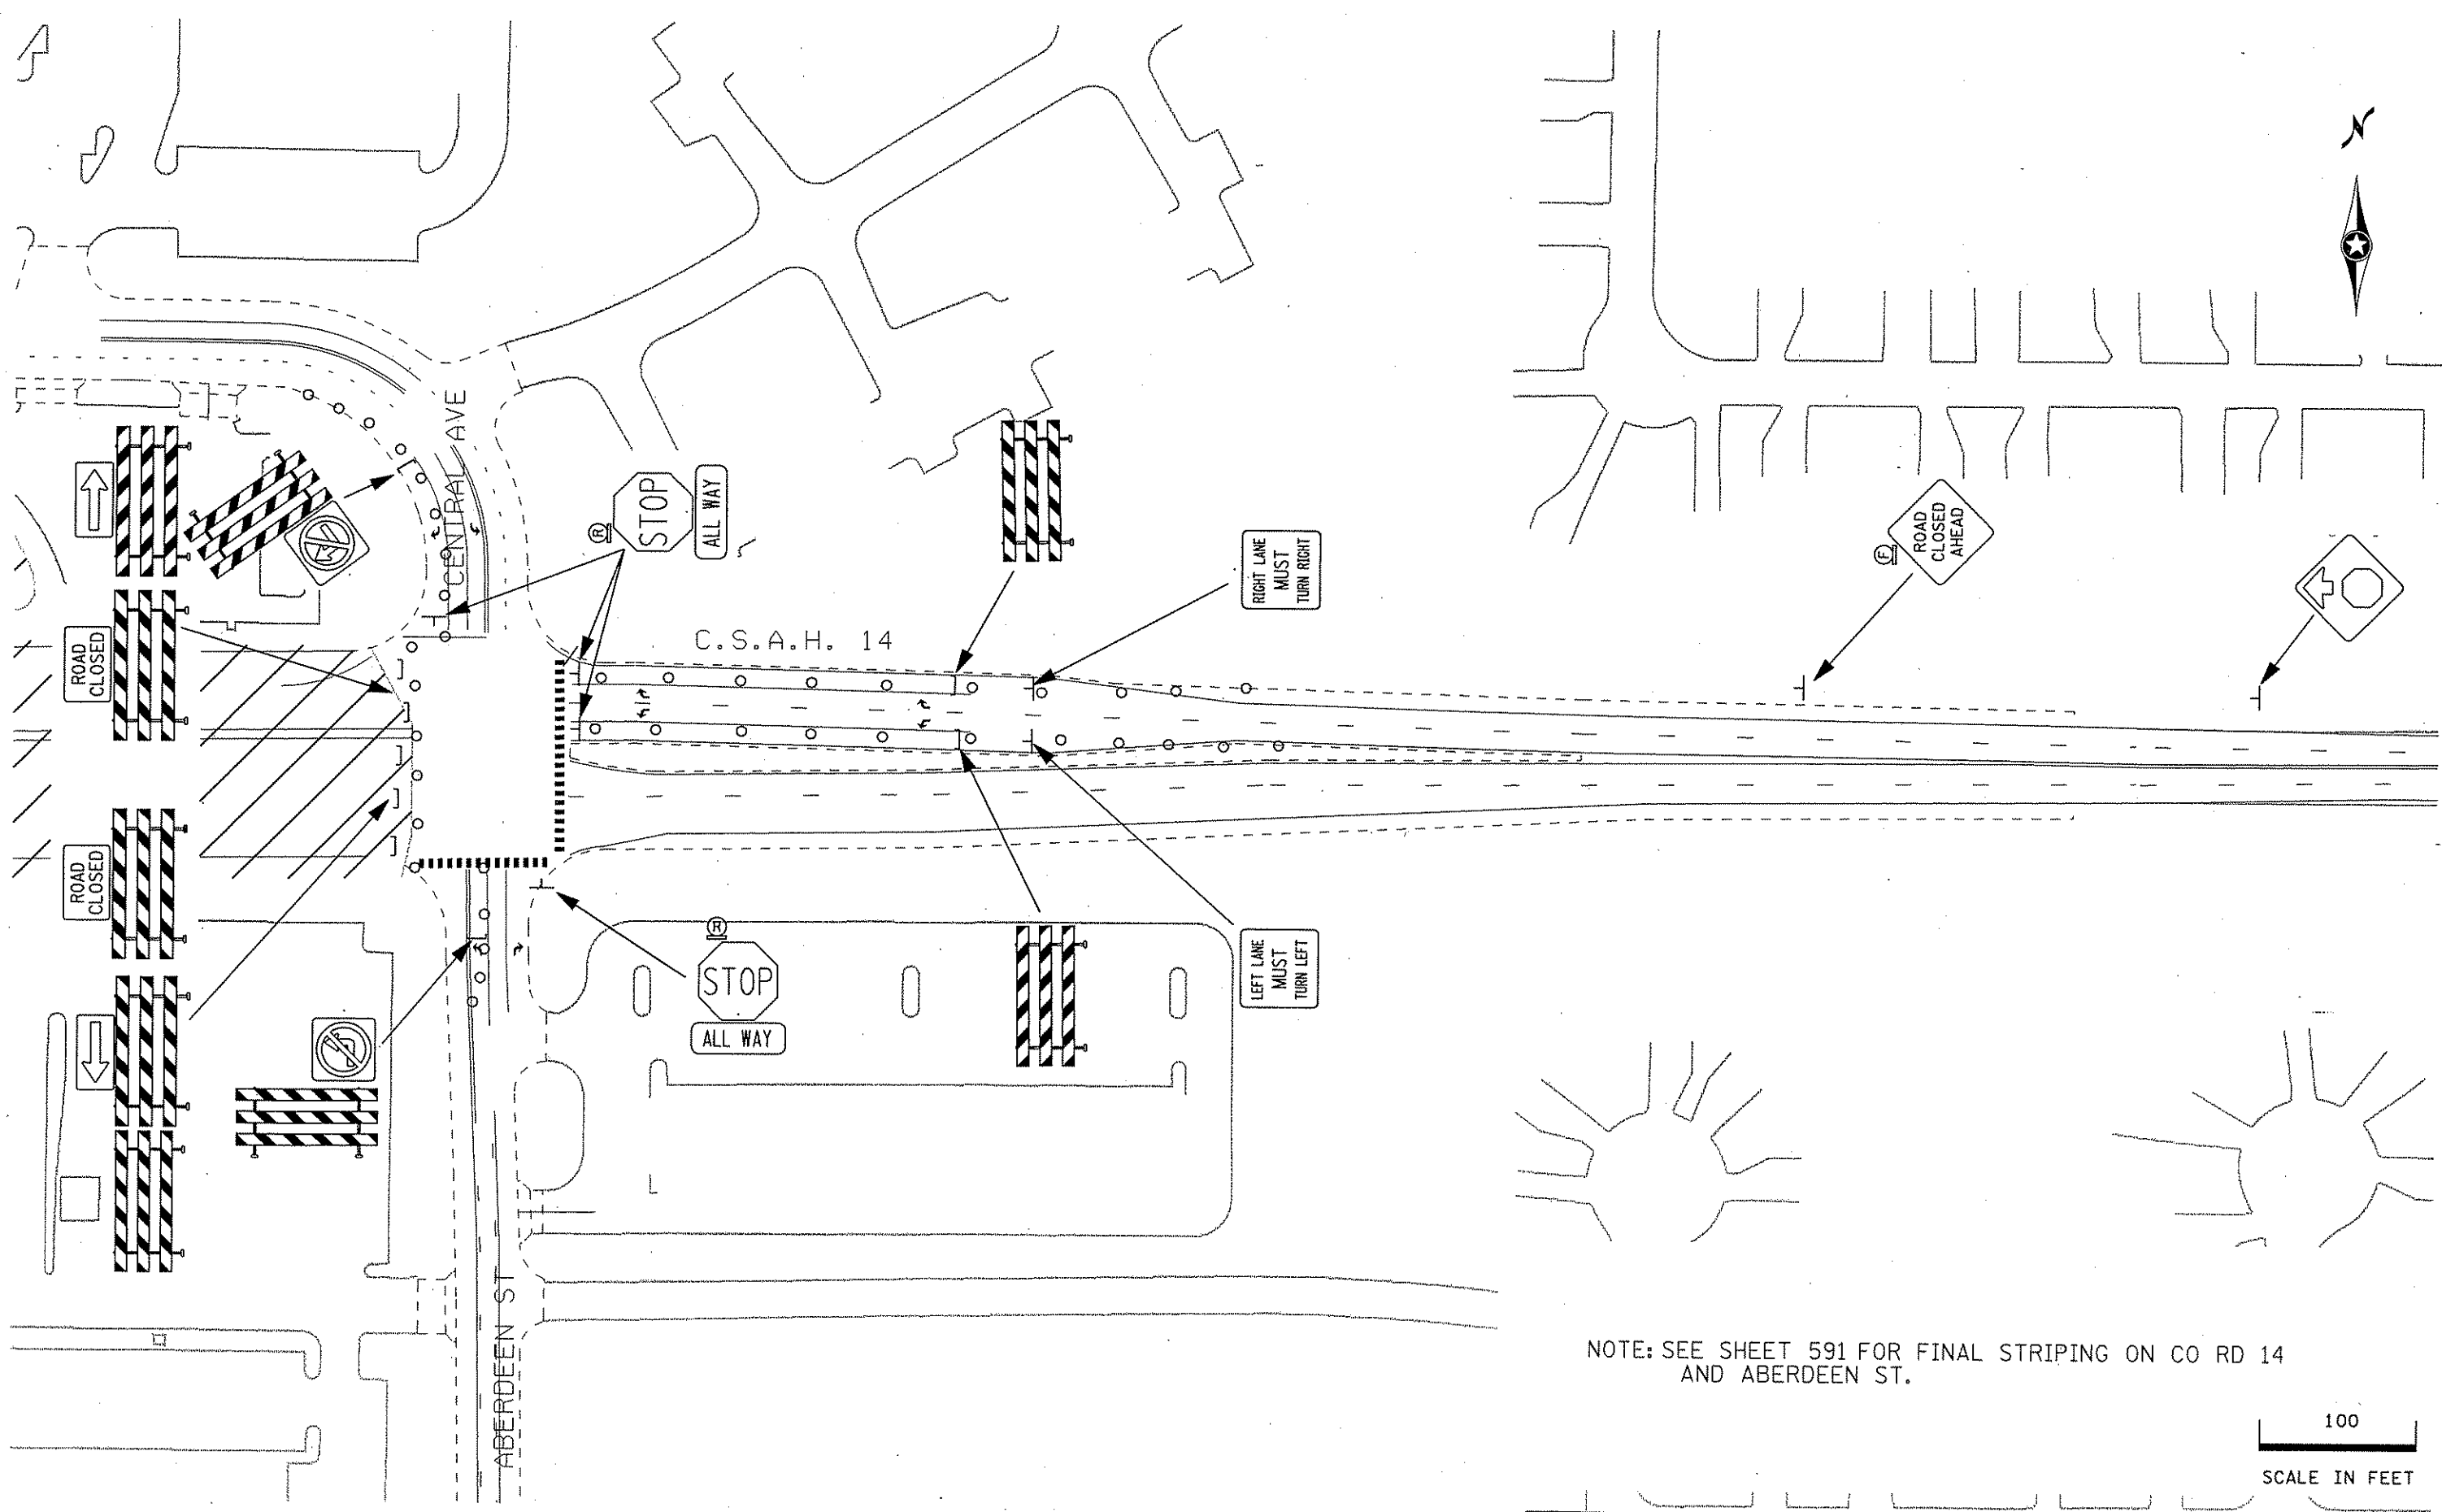 N
CENTRAL AVE
STOP
ALL WAY
R
ROAD
CLOSED
AHEAD
F
RIGHT LANE
MUST
TURN RIGHT
C.S.A.H. 14
ROAD
CLOSED
ROAD
CLOSED
R
STOP
ALL WAY
LEFT LANE
MUST
TURN LEFT
ABERDEEN ST
NOTE: SEE SHEET 591 FOR FINAL STRIPING ON CO RD 14
AND ABERDEEN ST.
100
SCALE IN FEET